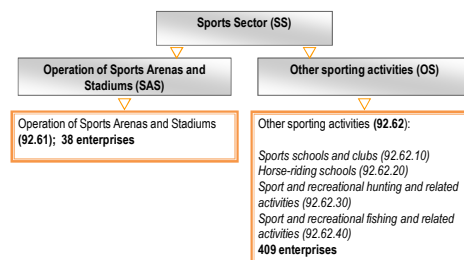 Sports Sector (SS)
Operation of Sports Arenas and
Stadiums (SAS)
Other sporting activities (OS)
Operation of Sports Arenas and Stadiums
(92.61); 38 enterprises
Other sporting activities (92.62):
Sports schools and clubs (92.62.10)
Horse-riding schools (92.62.20)
Sport and recreational hunting and related
activities (92.62.30)
Sport and recreational fishing and related
activities (92.62.40)
409 enterprises